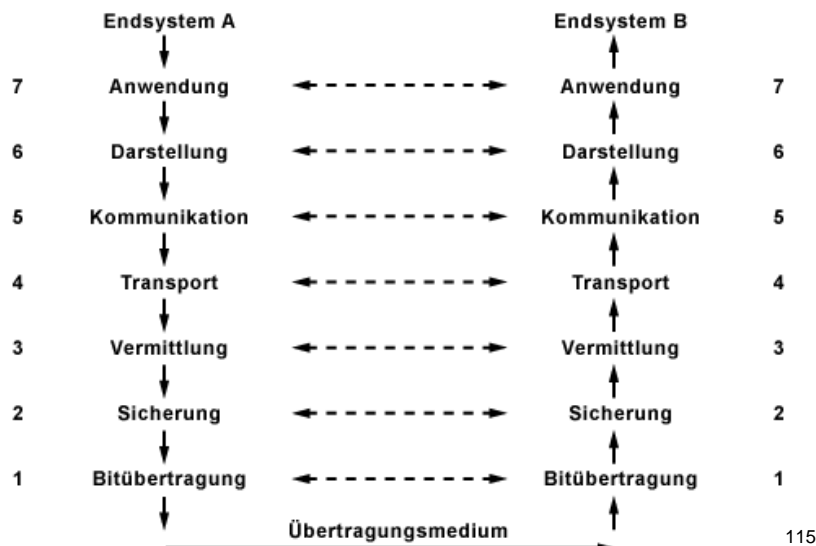 Endsystem A Endsystem B
7 Anwendung Anwendung 7
6 Darstellung Darstellung 6
5 Kommunikation Kommunikation 5
4 Transport Transport 4
3 Vermittlung Vermittlung 3
2 Sicherung Sicherung 2
1 Bitübertragung Bitübertragung 1
Übertragungsmedium
115